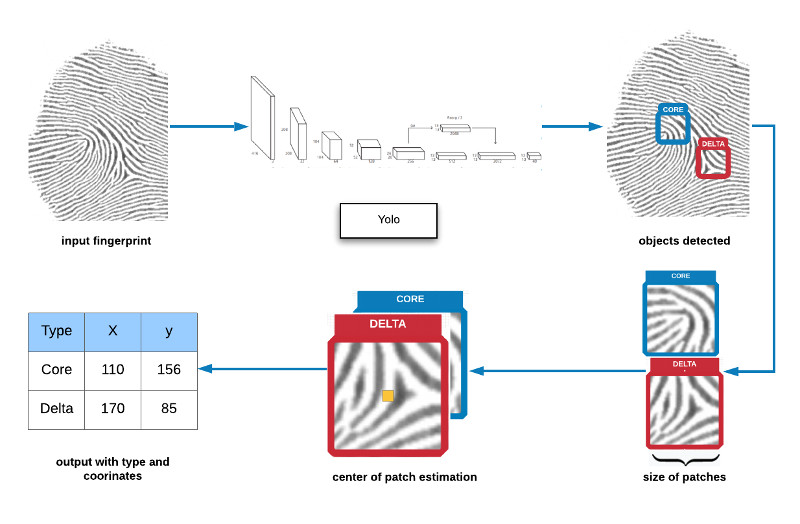 CORE
DELTA
Yolo
input fingerprint
objects detected
CORE
DELTA
CORE
DELTA
Type X y
Core 110 156
Delta 170 85
output with type and
coorinates
center of patch estimation
size of patches